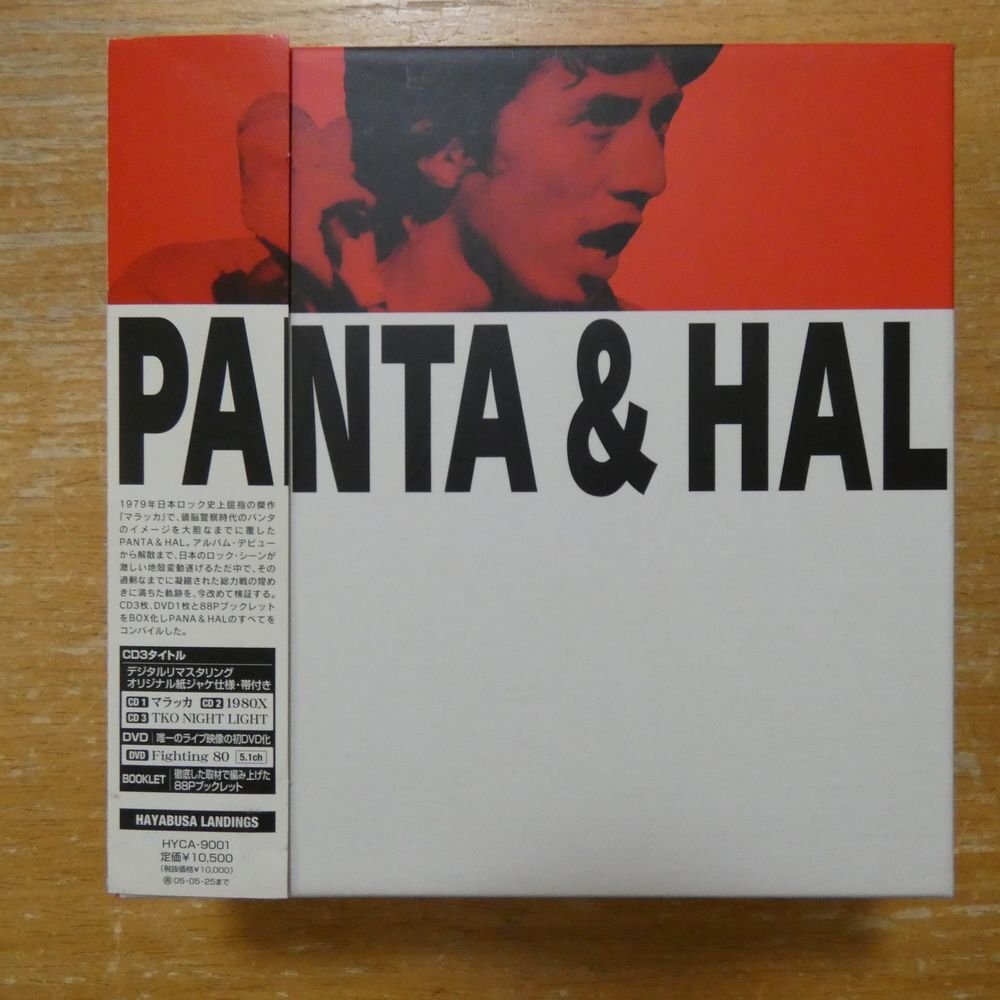 PANTA & HAL
1979年日本ロック史上屈指の傑作
『マラッカ』で、頭脳警察時代のパンタ
のイメージを大胆なまでに覆した
PANTA＆HAL。アルバム・デビュー
から解散まで、日本のロック・シーンが
激しい地殻変動遂げるただ中で、その
過剰なまでに凝縮された総力戦の煌め
きに満ちた軌跡を、今改めて検証する。
CD3枚、DVD1枚と88Pブックレット
をBOX化しPANA＆HALのすべてを
コンパイルした。
CD3タイトル
デジタルリマスタリング
オリジナル紙ジャケ仕様・帯付き
CD1 マラッカ CD2 1980X
CD3 TKO NIGHT LIGHT
DVD 唯一のライブ映像の初DVD化
DVD Fighting 80 5.1ch
BOOKLET 徹底した取材で編み上げた
88Pブックレット
HAYABUSA LANDINGS
HYCA-9001
定価¥10,500
(税抜価格¥10,000)
㋐05・05・25まで